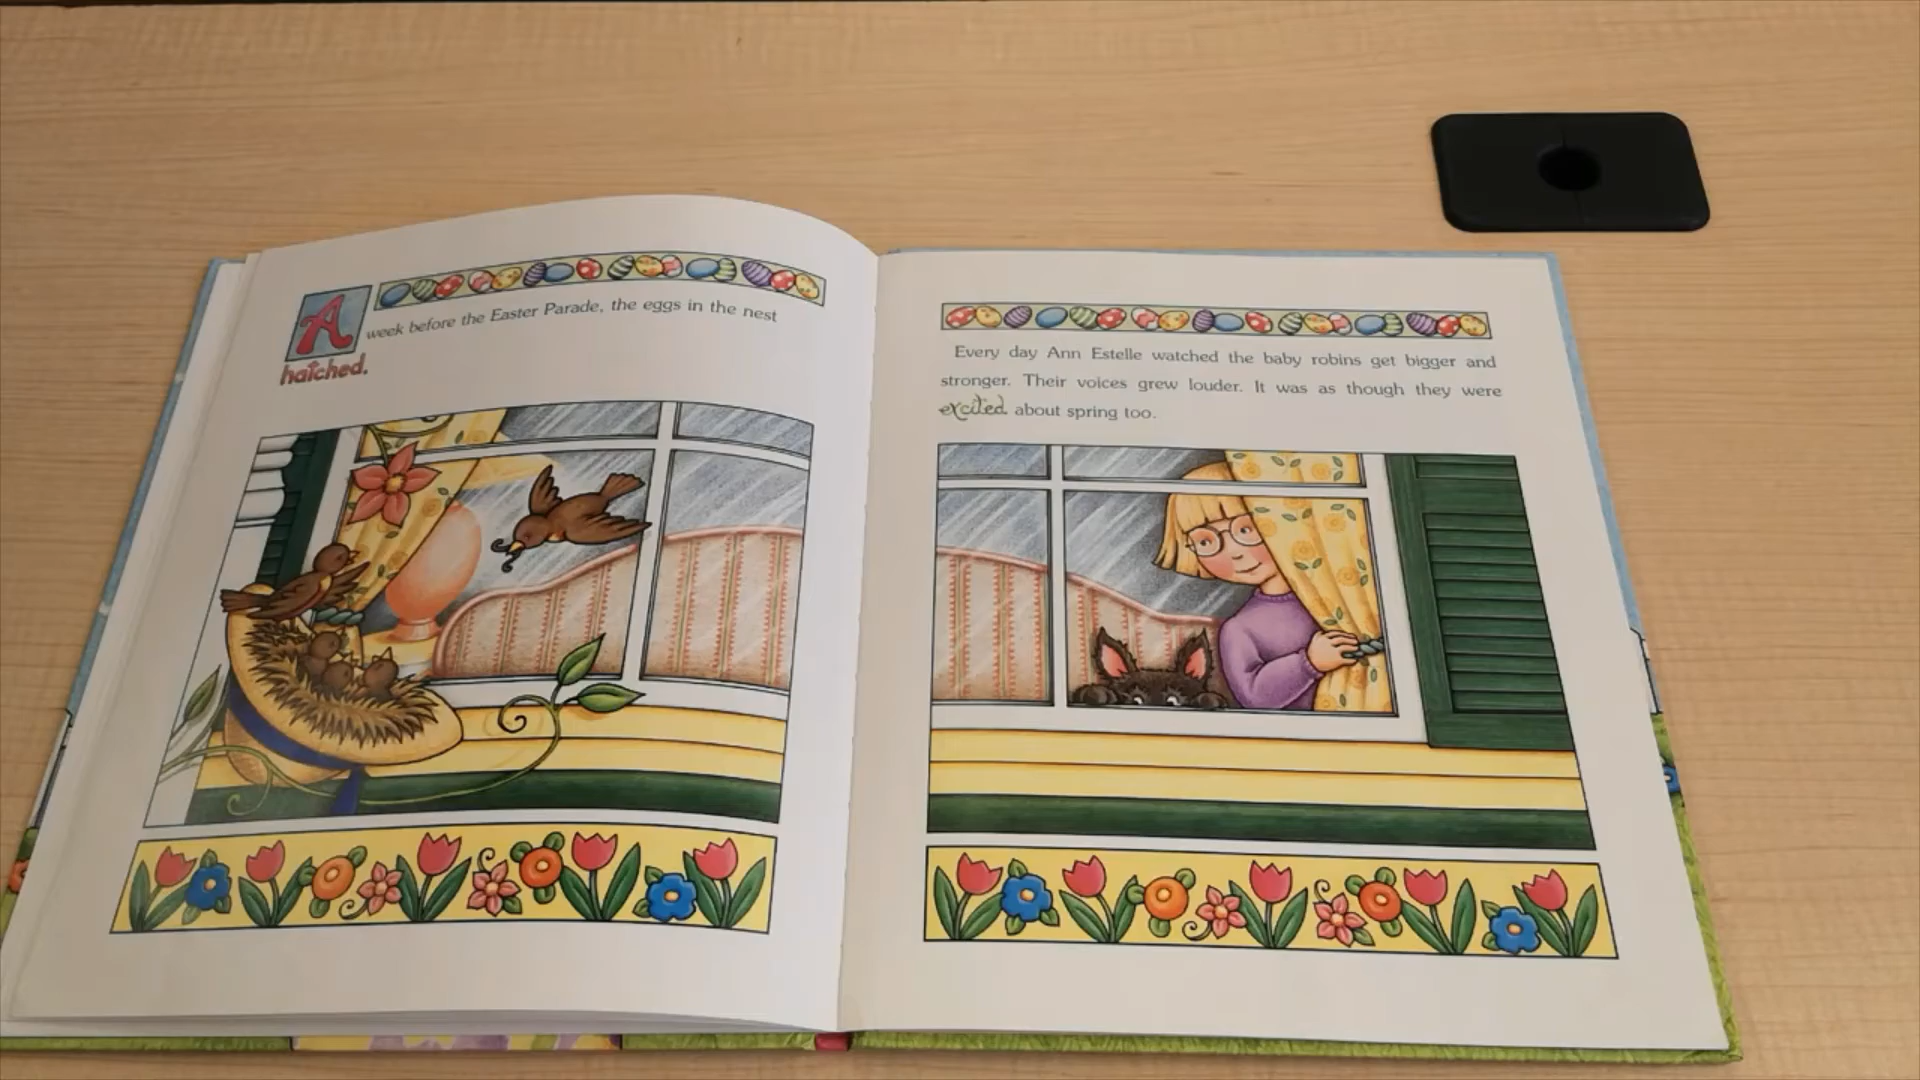 A week before the Easter Parade, the eggs in the nest
hatched.
Every day Ann Estelle watched the baby robins get bigger and
stronger. Their voices grew louder. It was as though they were
excited about spring too.